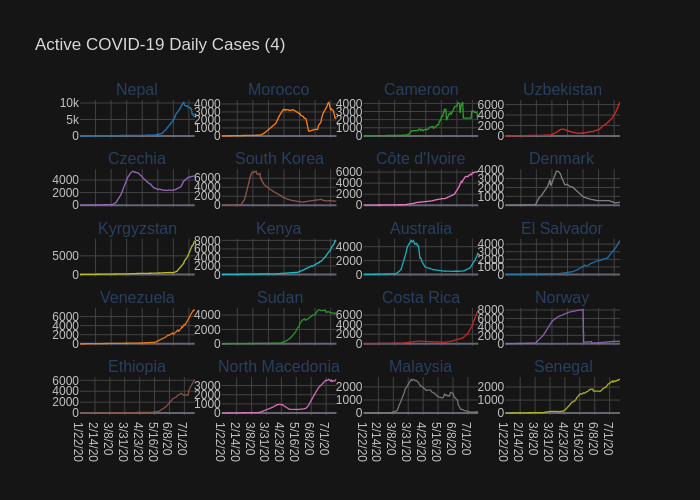 Active COVID-19 Daily Cases (4)
Nepal Morocco Cameroon Uzbekistan
10k 4000 4000 6000
5k 3000 3000 4000
0 2000 2000 2000
1000 1000 0
0 0
Czechia South Korea Côte d'Ivoire Denmark
4000 6000 6000 4000
2000 4000 4000 3000
0 2000 2000 2000
0 0 1000
0
Kyrgyzstan Kenya Australia El Salvador
5000 8000 4000 4000
0 6000 2000 3000
4000 0 2000
2000 1000
0 0
Venezuela Sudan Costa Rica Norway
6000 4000 6000 8000
4000 2000 4000 6000
2000 0 2000 4000
0 0 2000
0
Ethiopia North Macedonia Malaysia Senegal
6000 3000 2000 2000
4000 2000 1000 1000
2000 1000 0 0
0 0
1/22/20 2/14/20 3/8/20 3/31/20 4/23/20 5/16/20 6/8/20 7/1/20 1/22/20 2/14/20 3/8/20 3/31/20 4/23/20 5/16/20 6/8/20 7/1/20 1/22/20 2/14/20 3/8/20 3/31/20 4/23/20 5/16/20 6/8/20 7/1/20 1/22/20 2/14/20 3/8/20 3/31/20 4/23/20 5/16/20 6/8/20 7/1/20